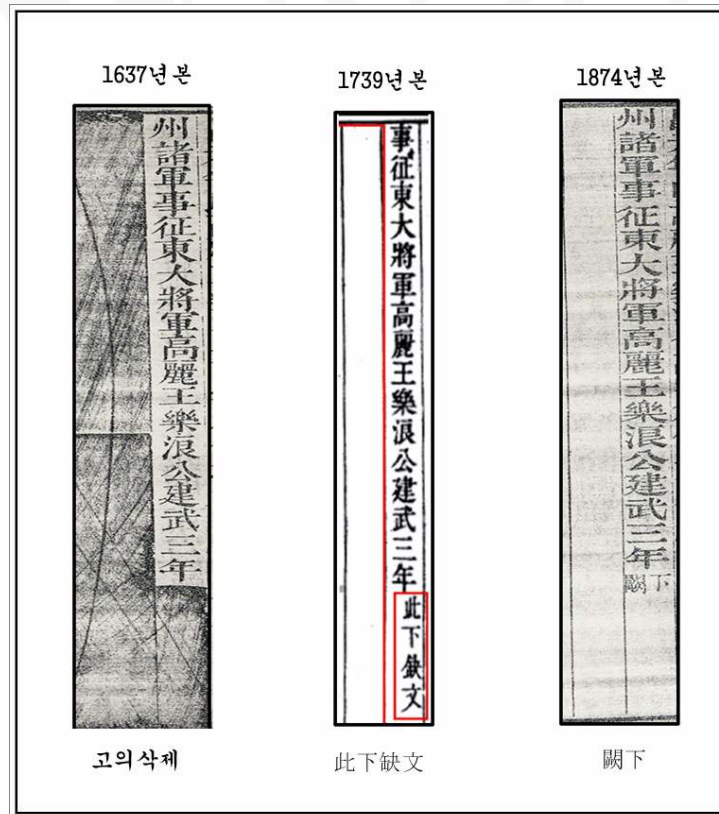 1637년 본
1739년 본
1874년 본
州諸軍事征東大將軍高麗王樂浪公建武三年
事征東大將軍高麗王樂浪公建武三年此下缺文
州諸軍事征東大將軍高麗王樂浪公建武三年
闕下
고의삭제
此下缺文
闕下